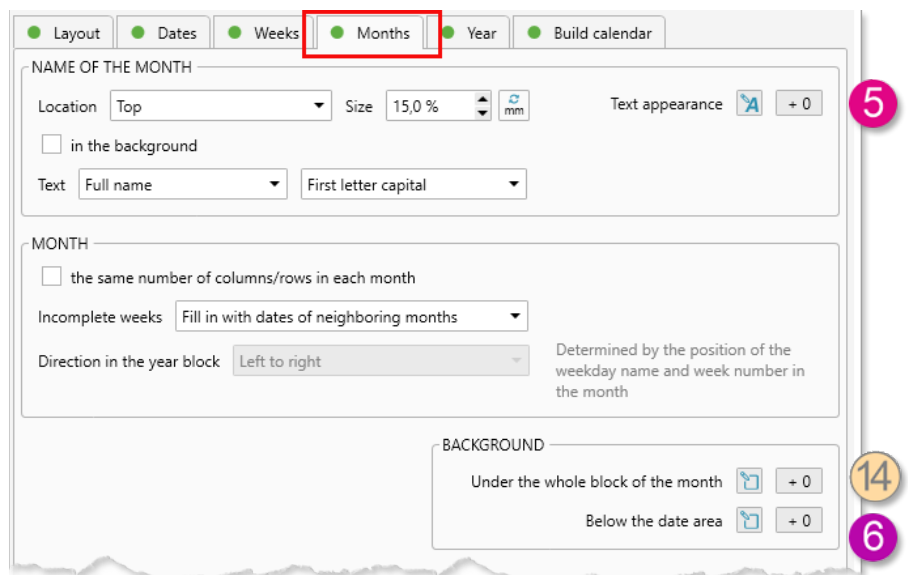 Layout Dates Weeks Months Year Build calendar
NAME OF THE MONTH
Location Top Size 15,0 % mm Text appearance A + 0 5
in the background
Text Full name First letter capital
MONTH
the same number of columns/rows in each month
Incomplete weeks Fill in with dates of neighboring months
Direction in the year block Left to right
Determined by the position of the
weekday name and week number in
the month
BACKGROUND
Under the whole block of the month + 0 14
Below the date area + 0 6